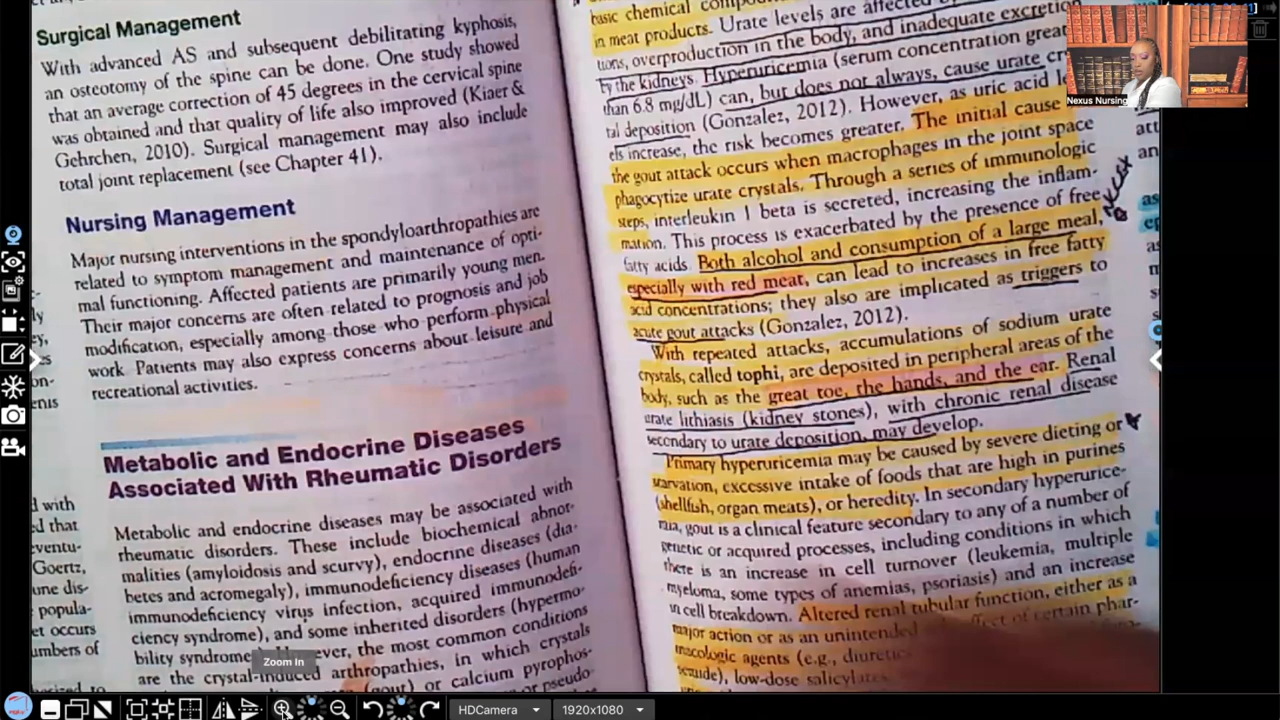 Surgical Management
With advanced AS and subsequent debilitating kyphosis,
an osteotomy of the spine can be done. One study showed
that an average correction of 45 degrees in the cervical spine
was obtained and that quality of life also improved (Kiaer &
Gehrchen, 2010). Surgical management may also include
total joint replacement (see Chapter 41).
Nursing Management
Major nursing interventions in the spondyloarthropathies are
related to symptom management and maintenance of opti-
mal functioning. Affected patients are primarily young men.
Their major concerns are often related to prognosis and job
modification, especially among those who perform physical
work. Patients may also express concerns about leisure and
recreational activities.
Metabolic and Endocrine Diseases
Associated With Rheumatic Disorders
Metabolic and endocrine diseases may be associated with
rheumatic disorders. These include biochemical abnor-
malities (amyloidosis and scurvy), endocrine diseases (dia-
betes and acromegaly), immunodeficiency diseases (human
immunodeficiency virus infection, acquired immunodefi-
ciency syndrome), and some inherited disorders (hypermo-
bility syndrome ever, the most common conditions
are the crystal-induced arthropathies, in which crystals
(gout) or calcium pyrophos-
or pseudo-
basic chemical
in meat products. Urate levels are affected
tions, overproduction in the body, and inadequate excretion
by the kidneys. Hyperuricemia (serum concentration
than 6.8 mg/dL) can, but does not always, cause urate
tal deposition (Gonzalez, 2012). However, as uric acid
els increase, the risk becomes greater. The initial cause
the gout attack occurs when macrophages in the joint space
phagocytize urate crystals. Through a series of immunologic
steps, interleukin 1 beta is secreted, increasing the inflam-
mation. This process is exacerbated by the presence of free
fatty acids. Both alcohol and consumption of a large meal,
especially with red meat, can lead to increases in free fatty
acid concentrations; they also are implicated as triggers to
acute gout attacks (Gonzalez, 2012).
With repeated attacks, accumulations of sodium urate
crystals, called tophi, are deposited in peripheral areas of the
body, such as the great toe, the hands, and the ear. Renal
urate lithiasis (kidney stones), with chronic renal disease
secondary to urate deposition, may develop.
Primary hyperuricemia may be caused by severe dieting or
starvation, excessive intake of foods that are high in purines
(shellfish, organ meats), or heredity. In secondary hyperurice-
mia, gout is a clinical feature secondary to any of a number of
genetic or acquired processes, including conditions in which
there is an increase in cell turnover (leukemia, multiple
myeloma, some types of anemias, psoriasis) and an increase
in cell breakdown. Altered renal tubular function, either as a
major action or as an unintended effect of certain phar-
macologic agents (e.g., diuretic
low-dose salicylates
Nexus Nursing
Zoom In
HDCamera
1920x1080